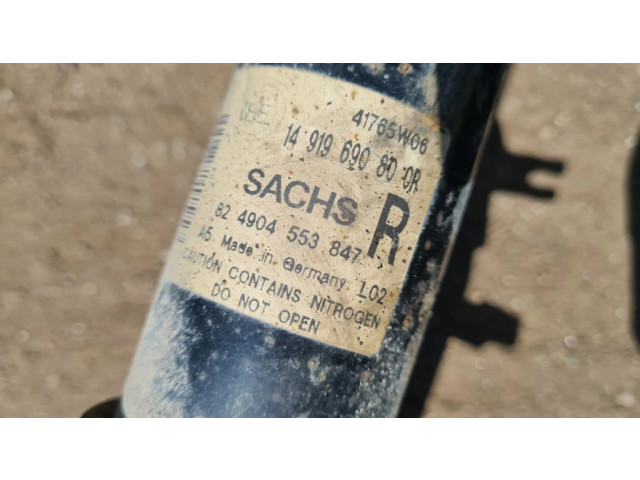 41765W06
14 919 690 80 0R
SACHS R
82 4904 553 847
A5 Made in Germany L02
CAUTION CONTAINS NITROGEN
DO NOT OPEN